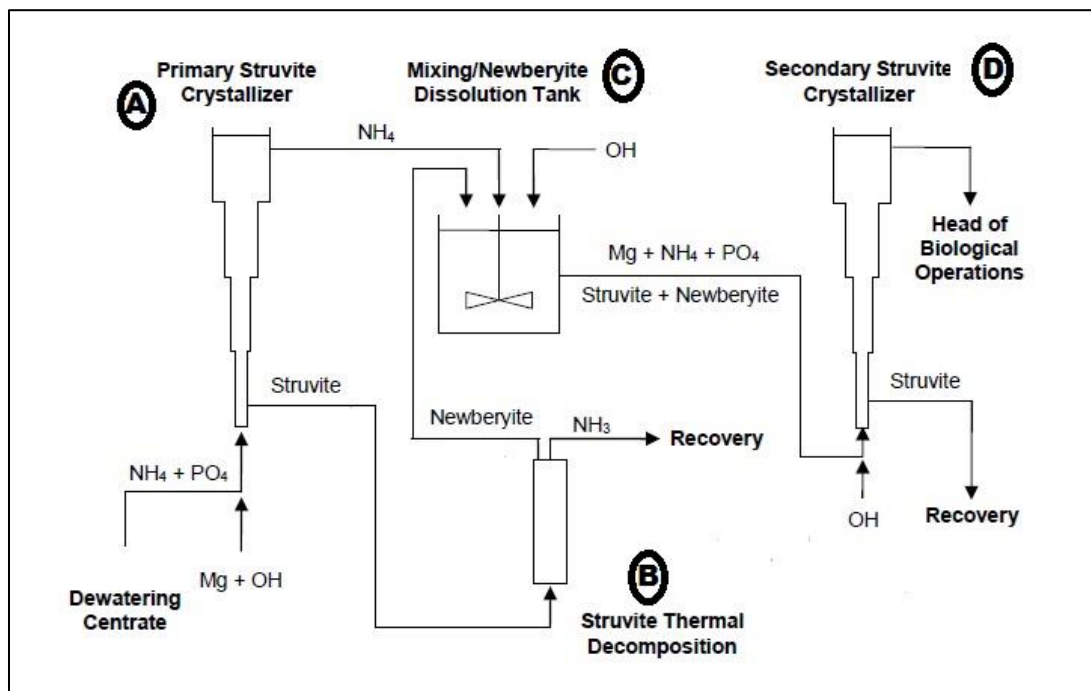 A
Primary Struvite
Crystallizer
Mixing/Newberyite
Dissolution Tank
C
Secondary Struvite
Crystallizer
D
NH₄
OH
Mg + NH₄ + PO₄
Struvite + Newberyite
Head of
Biological
Operations
Struvite
Newberyite
NH₃
Recovery
Struvite
NH₄ + PO₄
Mg + OH
OH
Recovery
Dewatering
Centrate
B
Struvite Thermal
Decomposition